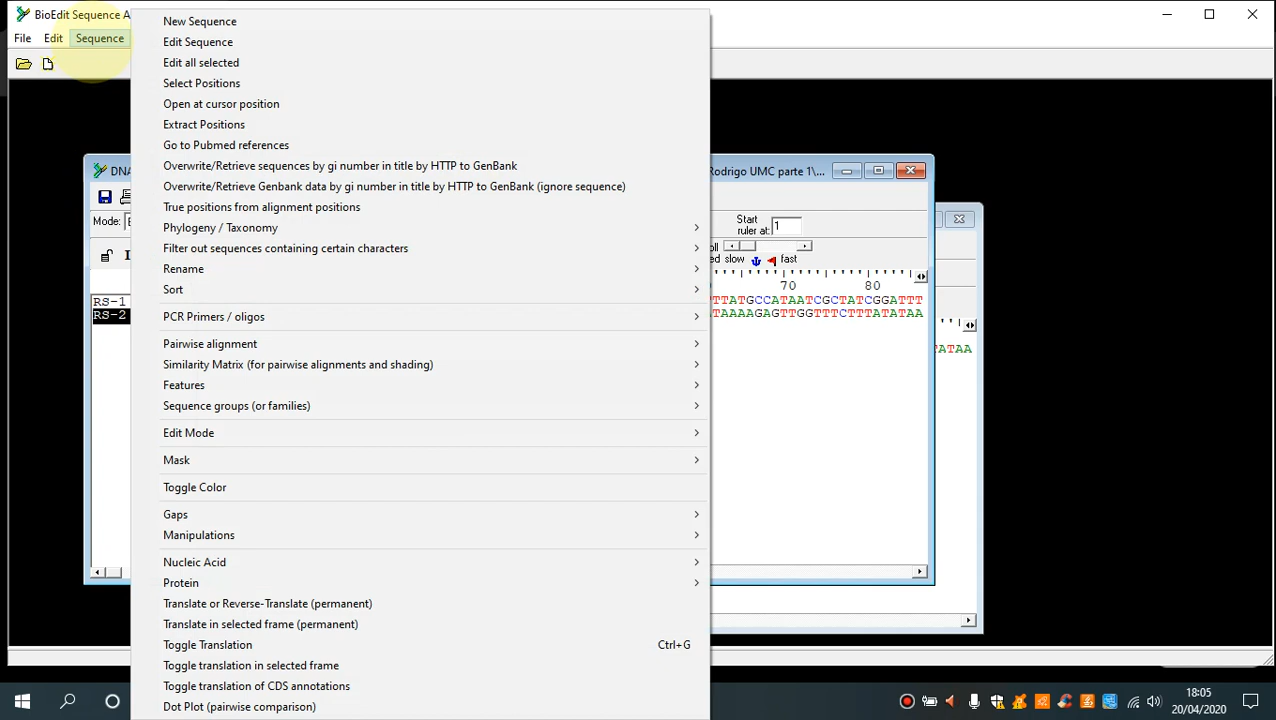 BioEdit Sequence A
File Edit Sequence
New Sequence
Edit Sequence
Edit all selected
Select Positions
Open at cursor position
Extract Positions
Go to Pubmed references
Overwrite/Retrieve sequences by gi number in title by HTTP to GenBank
Overwrite/Retrieve Genbank data by gi number in title by HTTP to GenBank (ignore sequence)
True positions from alignment positions
Phylogeny / Taxonomy
Filter out sequences containing certain characters
Rename
Sort
PCR Primers / oligos
Pairwise alignment
Similarity Matrix (for pairwise alignments and shading)
Features
Sequence groups (or families)
Edit Mode
Mask
Toggle Color
Gaps
Manipulations
Nucleic Acid
Protein
Translate or Reverse-Translate (permanent)
Translate in selected frame (permanent)
Toggle Translation Ctrl+G
Toggle translation in selected frame
Toggle translation of CDS annotations
Dot Plot (pairwise comparison)
DNA
Rodrigo UMC parte 1\...
Mode:
Start
ruler at: 1
slow fast
70 80
RS-1
TTATGCCATAATCGCTATCGGATTT
RS-2
TAAAAGAGTTGGTTTCTTTATATAA
TATAA
18:05
20/04/2020